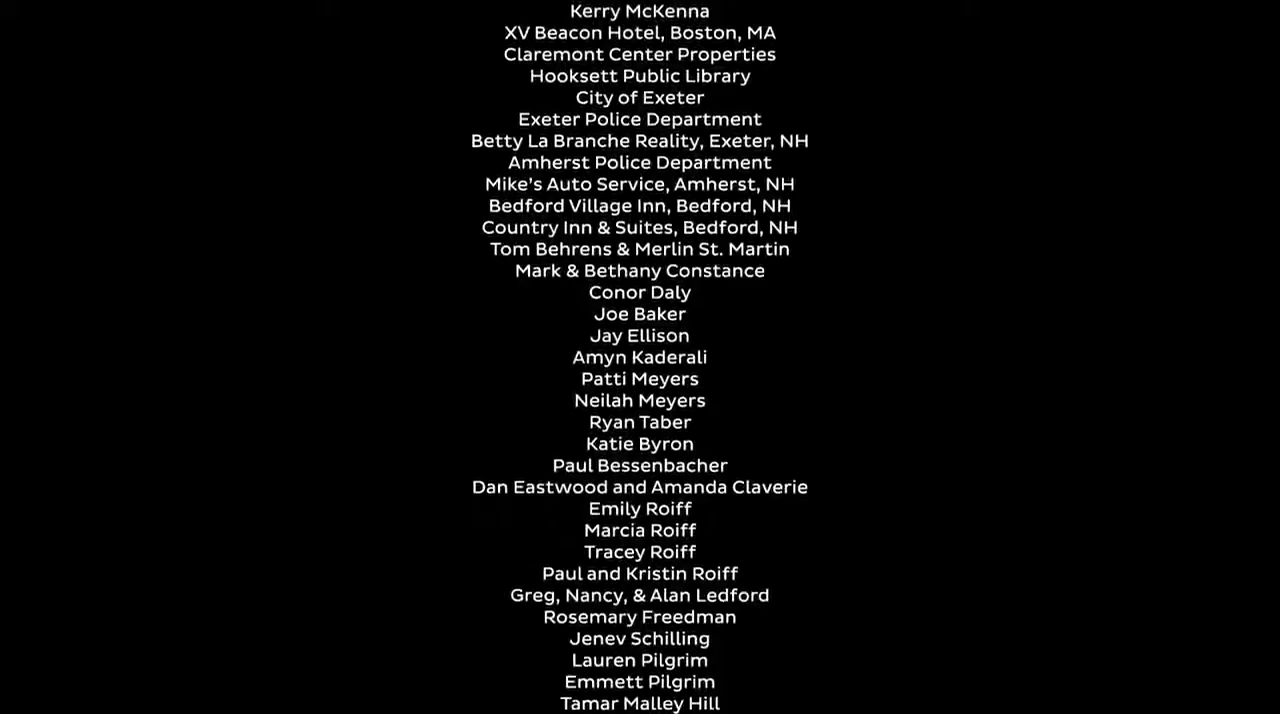 Kerry McKenna
XV Beacon Hotel, Boston, MA
Claremont Center Properties
Hooksett Public Library
City of Exeter
Exeter Police Department
Betty La Branche Reality, Exeter, NH
Amherst Police Department
Mike's Auto Service, Amherst, NH
Bedford Village Inn, Bedford, NH
Country Inn & Suites, Bedford, NH
Tom Behrens & Merlin St. Martin
Mark & Bethany Constance
Conor Daly
Joe Baker
Jay Ellison
Amyn Kaderali
Patti Meyers
Neilah Meyers
Ryan Taber
Katie Byron
Paul Bessenbacher
Dan Eastwood and Amanda Claverie
Emily Roiff
Marcia Roiff
Tracey Roiff
Paul and Kristin Roiff
Greg, Nancy, & Alan Ledford
Rosemary Freedman
Jenev Schilling
Lauren Pilgrim
Emmett Pilgrim
Tamar Malley Hill